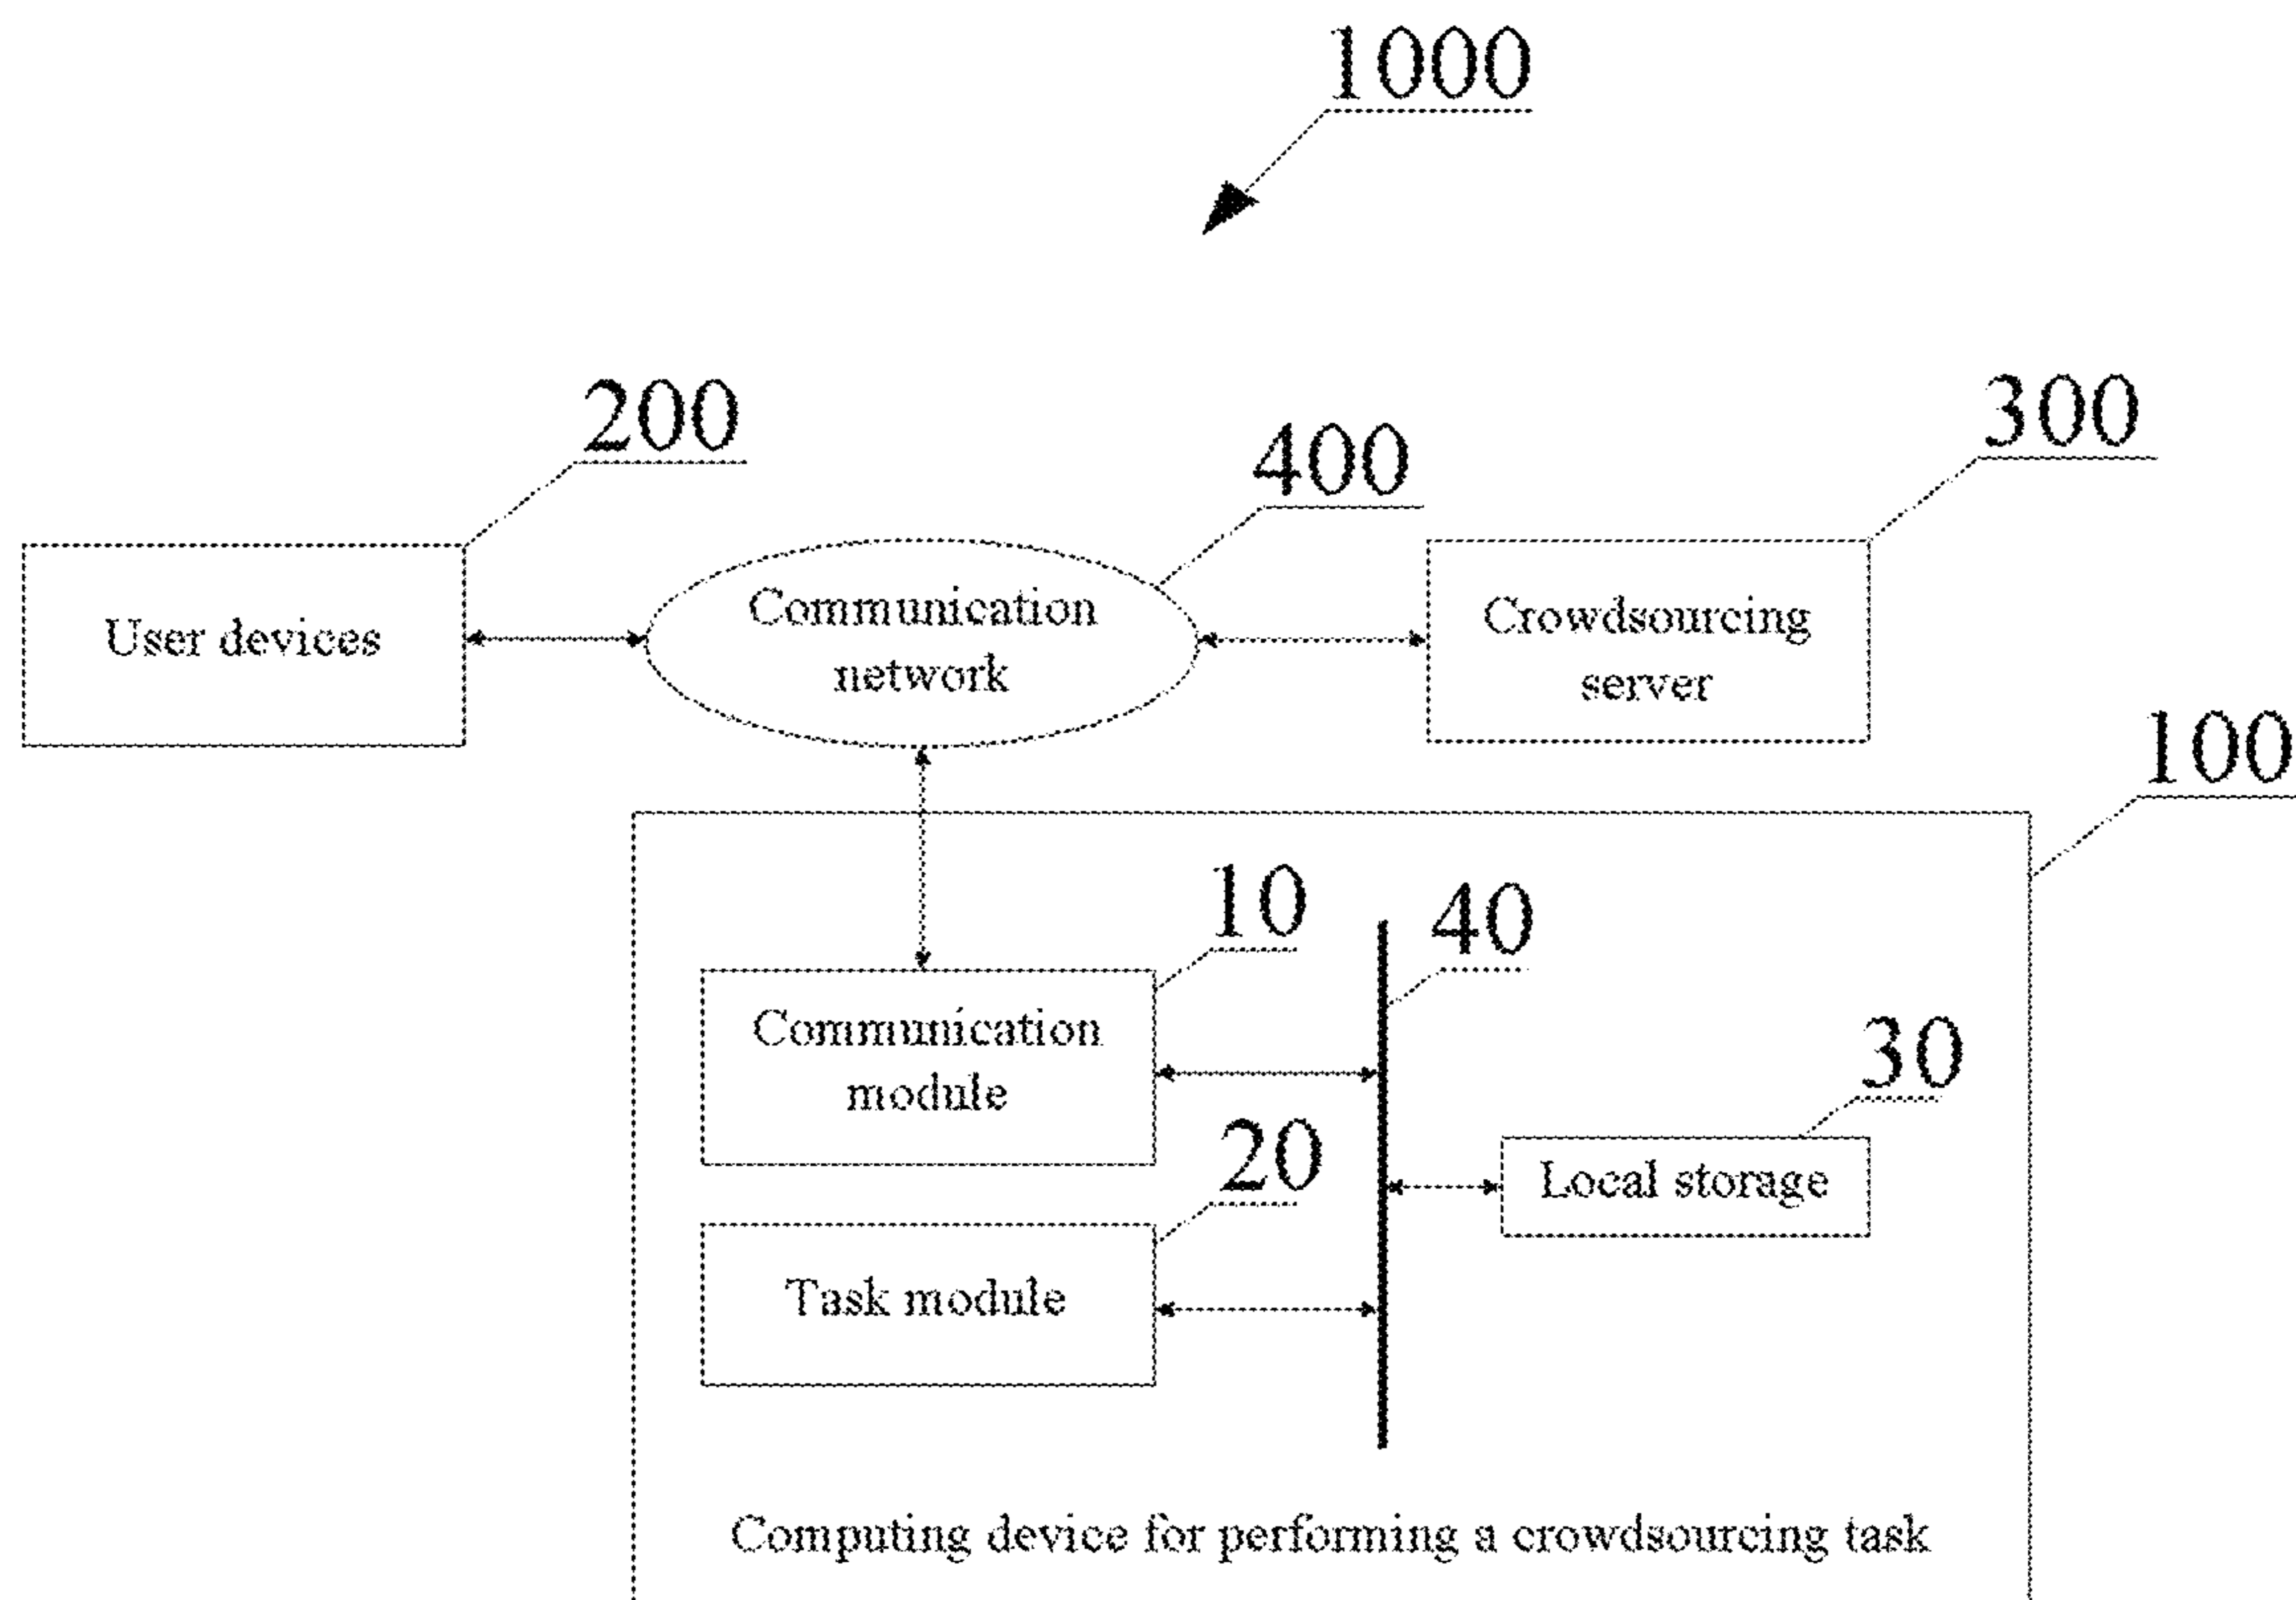 1000
200
400
300
User devices
Communication
network
Crowdsourcing
server
100
10
40
Communication
module
30
20
Local storage
Task module
Computing device for performing a crowdsourcing task